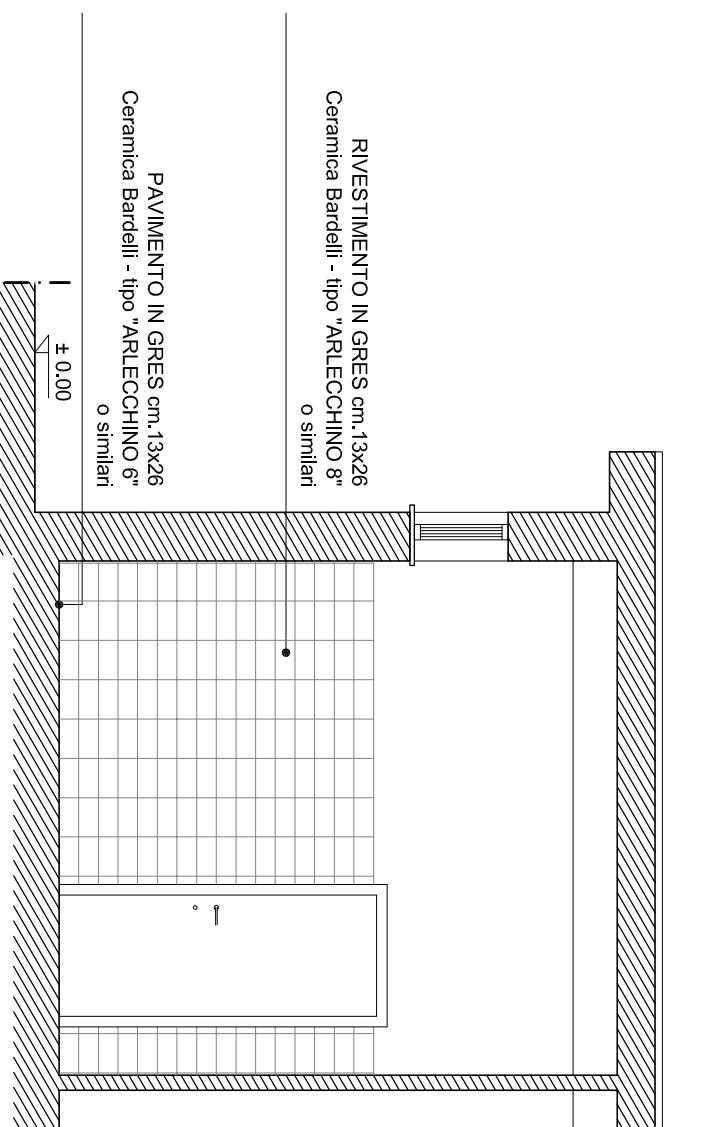 RIVESTIMENTO IN GRES cm.13x26
Ceramica Bardelli - tipo "ARLECCHINO 8"
o similari
PAVIMENTO IN GRES cm.13x26
Ceramica Bardelli - tipo "ARLECCHINO 6"
o similari
± 0.00